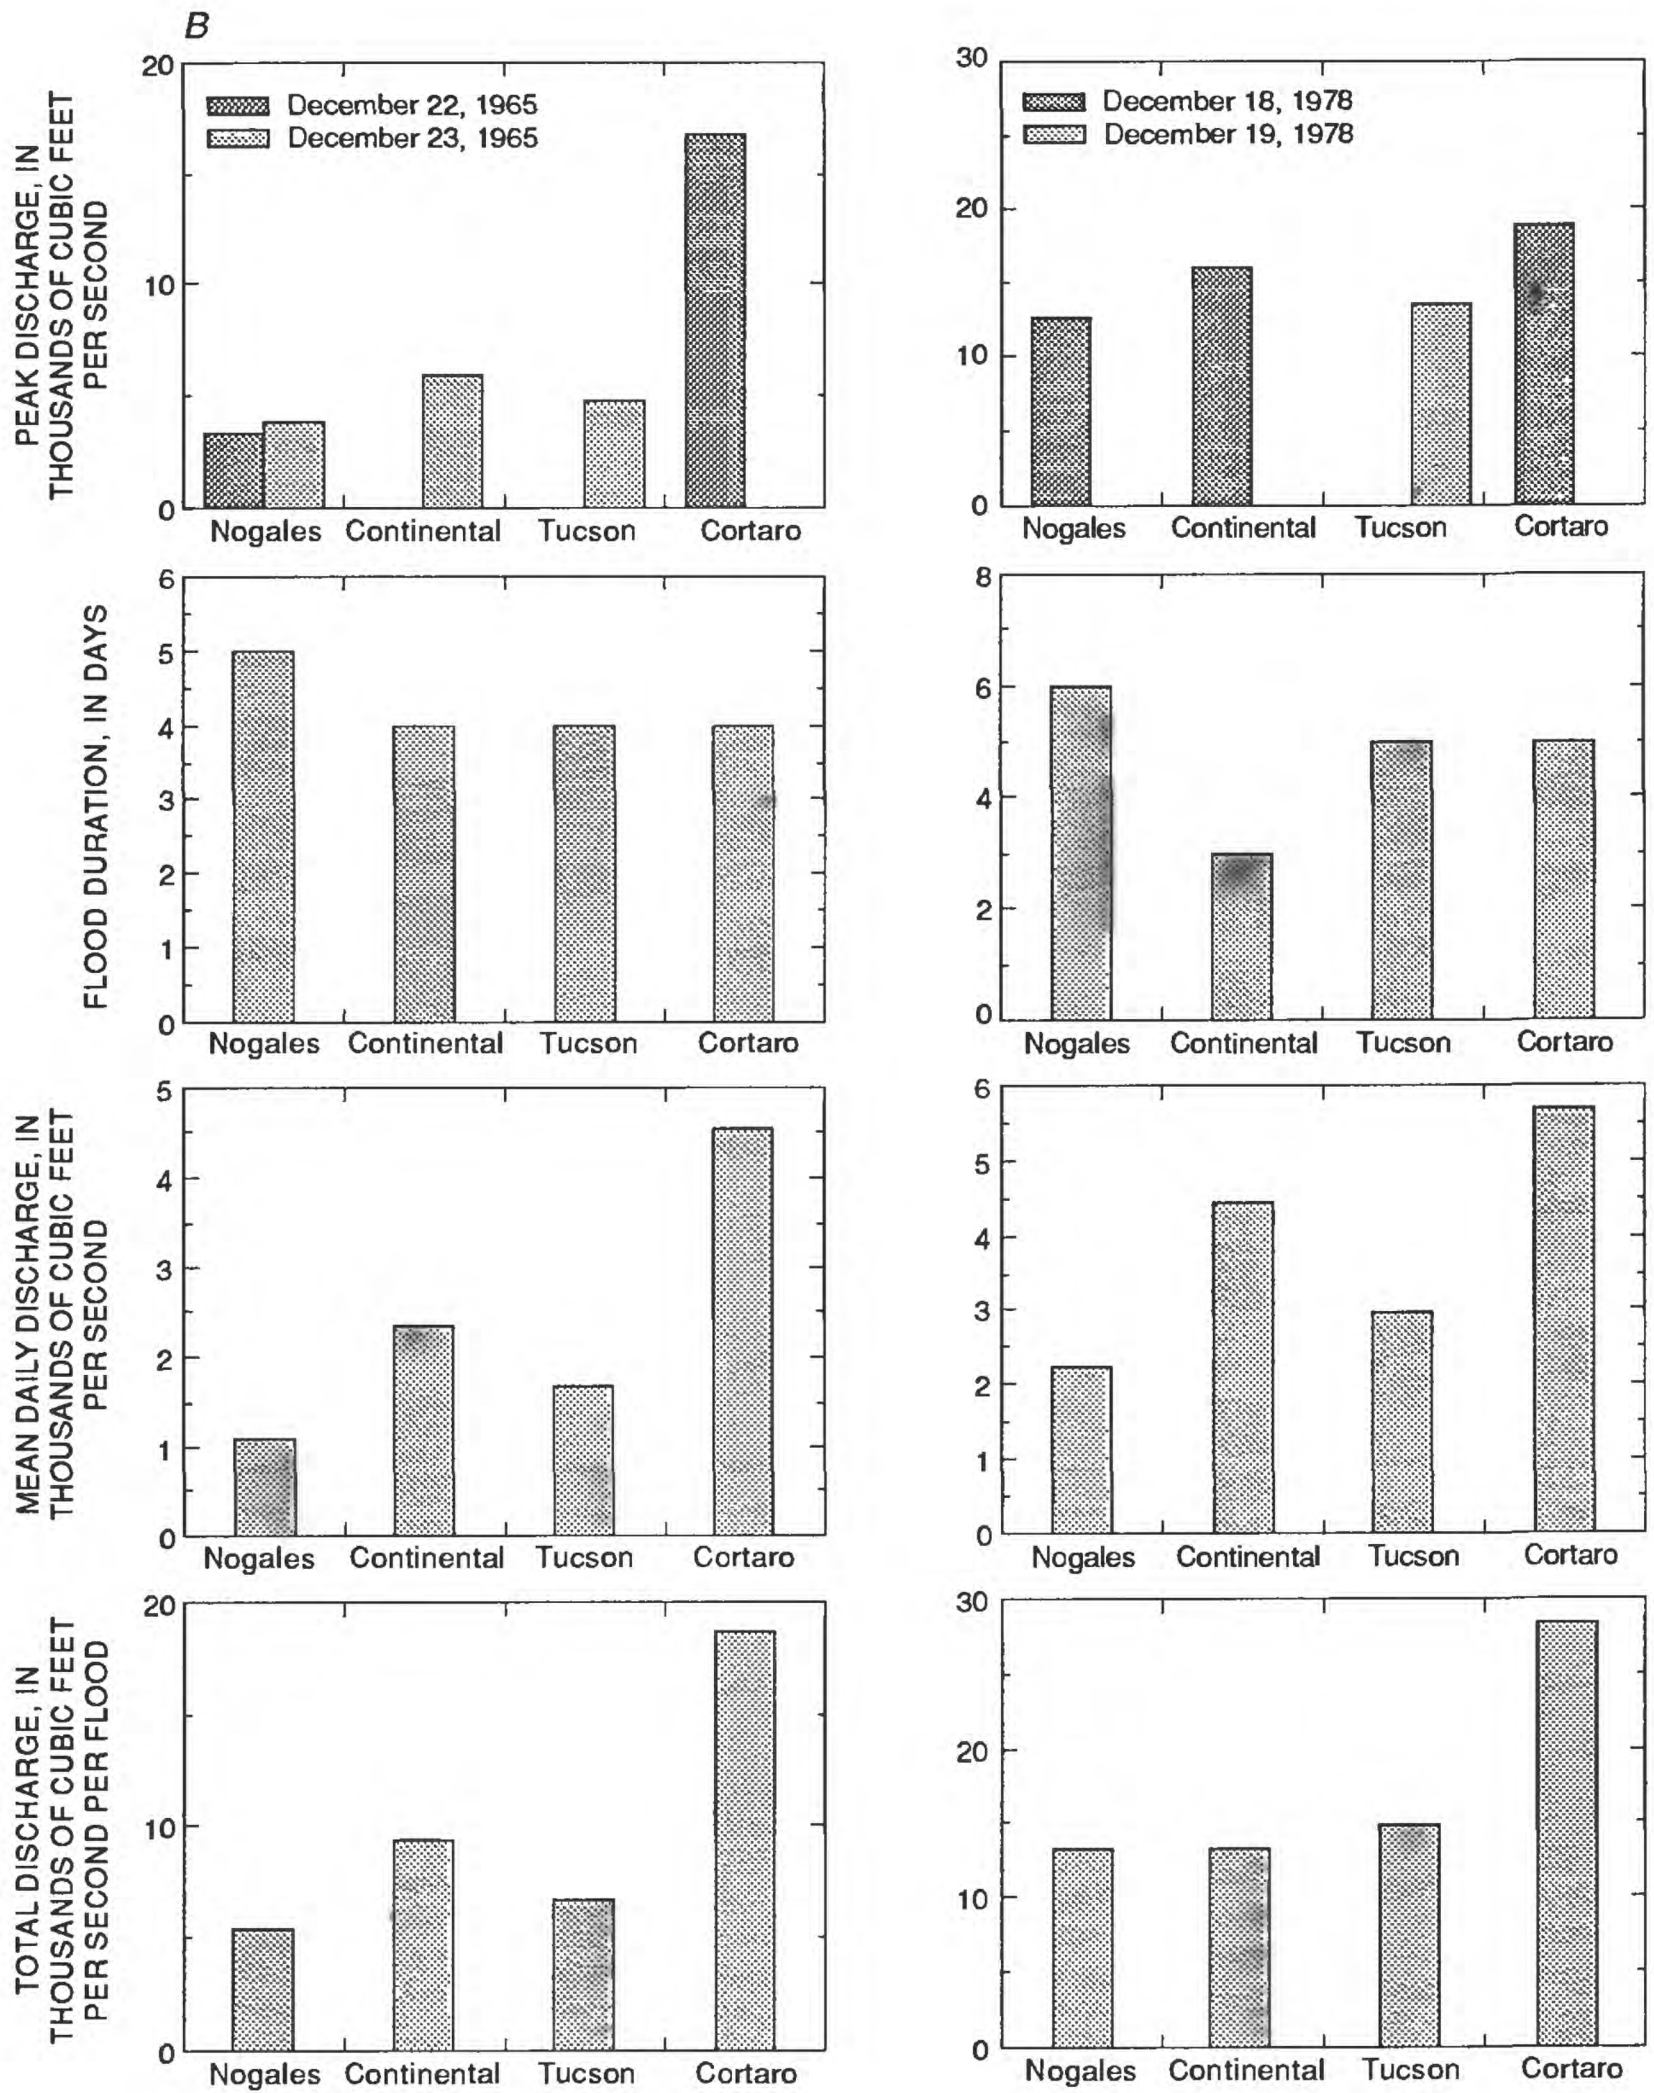 B
PEAK DISCHARGE, IN
THOUSANDS OF CUBIC FEET
PER SECOND
20
10
0
December 22, 1965
December 23, 1965
Nogales Continental Tucson Cortaro
30
20
10
0
December 18, 1978
December 19, 1978
Nogales Continental Tucson Cortaro
FLOOD DURATION, IN DAYS
6
5
4
3
2
1
0
Nogales Continental Tucson Cortaro
8
6
4
2
0
Nogales Continental Tucson Cortaro
MEAN DAILY DISCHARGE, IN
THOUSANDS OF CUBIC FEET
PER SECOND
5
4
3
2
1
0
Nogales Continental Tucson Cortaro
6
5
4
3
2
1
0
Nogales Continental Tucson Cortaro
TOTAL DISCHARGE, IN
THOUSANDS OF CUBIC FEET
PER SECOND PER FLOOD
20
10
0
Nogales Continental Tucson Cortaro
30
20
10
0
Nogales Continental Tucson Cortaro